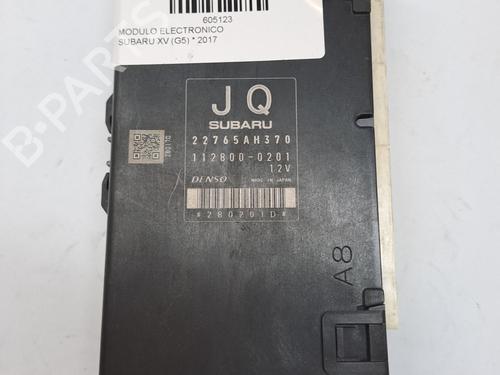 605123
MODULO ELECTRONICO
SUBARU XV (G5) * 2017
B-PARTS
J Q
SUBARU
22765AH370
112800-0201
12V
DENSO MADE IN JAPAN
*280201D*
A8